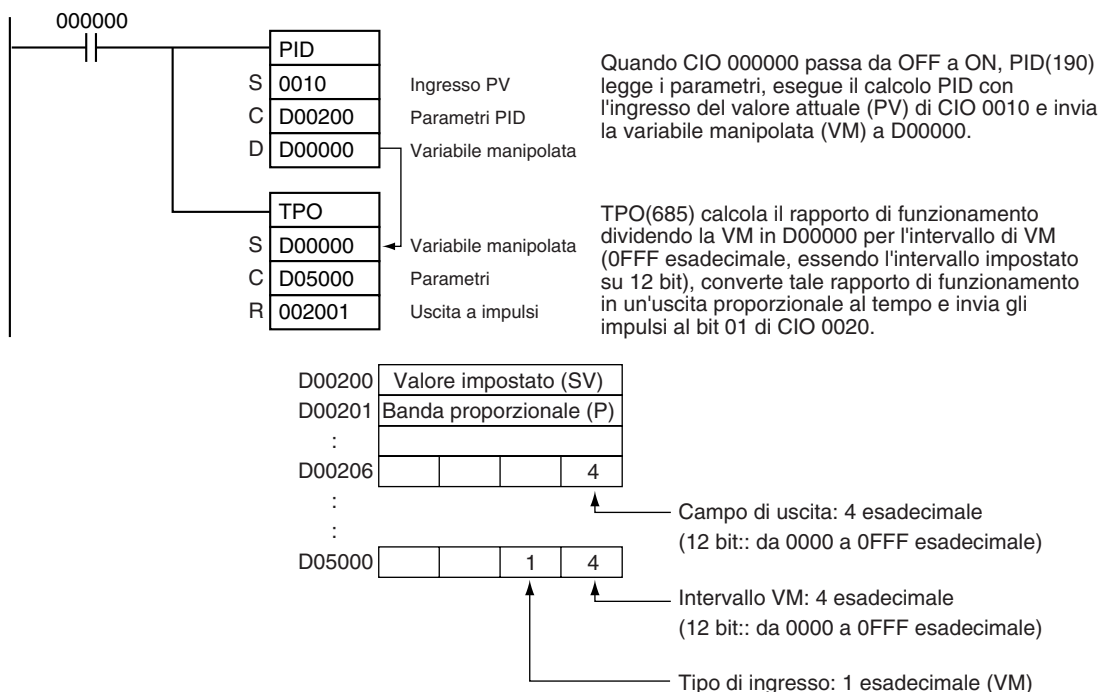 000000
PID
S 0010 Ingresso PV
C D00200 Parametri PID
D D00000 Variabile manipolata
Quando CIO 000000 passa da OFF a ON, PID(190)
legge i parametri, esegue il calcolo PID con
l'ingresso del valore attuale (PV) di CIO 0010 e invia
la variabile manipolata (VM) a D00000.
TPO
S D00000 Variabile manipolata
C D05000 Parametri
R 002001 Uscita a impulsi
TPO(685) calcola il rapporto di funzionamento
dividendo la VM in D00000 per l'intervallo di VM
(0FFF esadecimale, essendo l'intervallo impostato
su 12 bit), converte tale rapporto di funzionamento
in un'uscita proporzionale al tempo e invia gli
impulsi al bit 01 di CIO 0020.
D00200 Valore impostato (SV)
D00201 Banda proporzionale (P)
:
D00206 4
:
:
Campo di uscita: 4 esadecimale
(12 bit:: da 0000 a 0FFF esadecimale)
D05000 1 4
Intervallo VM: 4 esadecimale
(12 bit:: da 0000 a 0FFF esadecimale)
Tipo di ingresso: 1 esadecimale (VM)